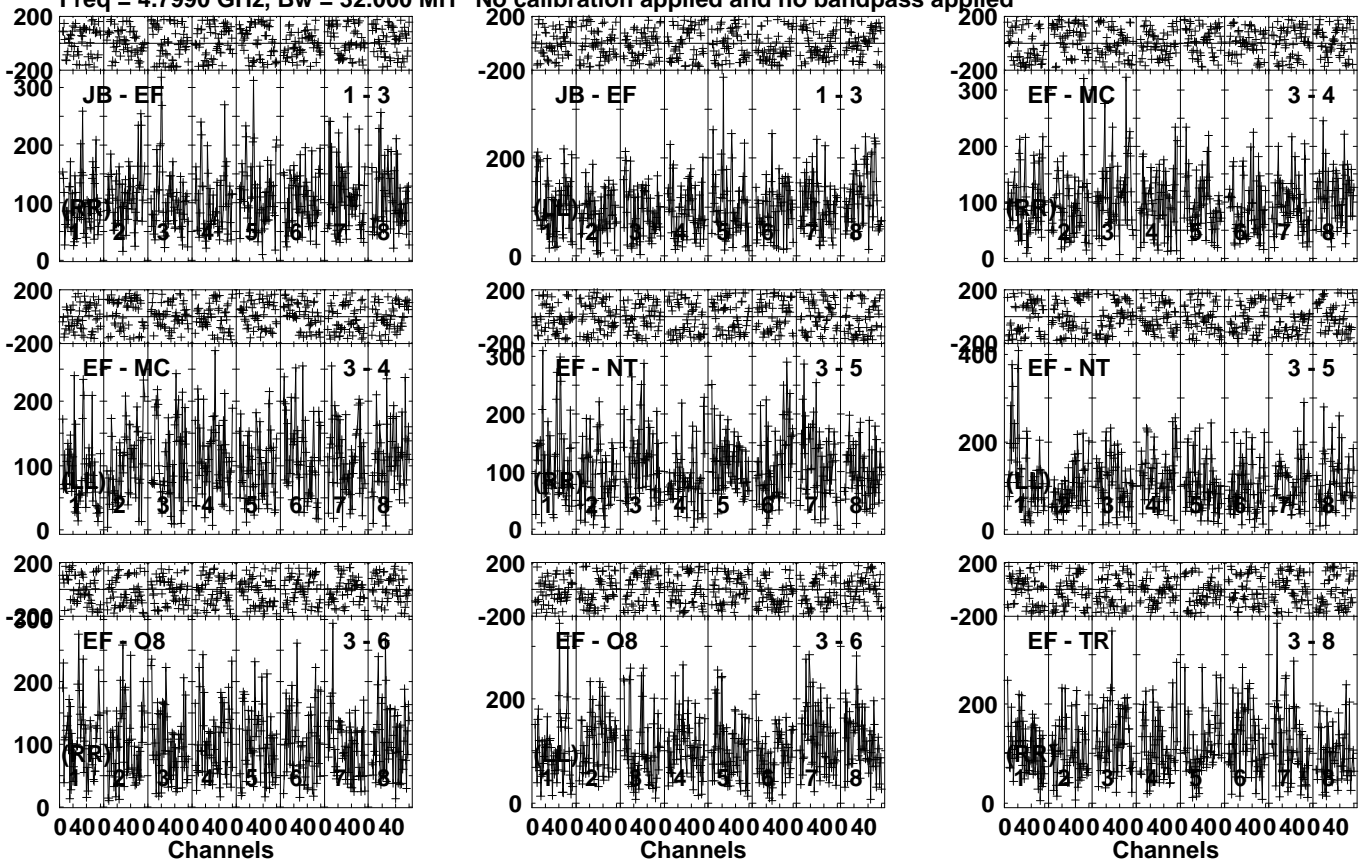 Freq = 4.7990 GHz, Bw = 32.000 MH No calibration applied and no bandpass applied
200 200 200
-200 -200 -200
300 JB - EF 1 - 3 JB - EF 1 - 3 300 EF - MC 3 - 4
200 200 200
100 100
(RR) (LL) (RR)
1 2 3 4 5 6 7 8 1 2 3 4 5 6 7 8 1 2 3 4 5 6 7 8
0 0 0
200 200 200
-200 -200 -200
300 400
EF - MC 3 - 4 EF - NT 3 - 5 EF - NT 3 - 5
200 200 200
100 100
(LL) (RR) (LL)
1 2 3 4 5 6 7 8 1 2 3 4 5 6 7 8 1 2 3 4 5 6 7 8
0 0 0
200 200 200
-200 -200 -200
300
EF - O8 3 - 6 EF - O8 3 - 6 EF - TR 3 - 8
200 200 200
100
(RR) (LL) (RR)
1 2 3 4 5 6 7 8 1 2 3 4 5 6 7 8 1 2 3 4 5 6 7 8
0 0 0
0 40 0 40 0 40 0 40 0 40 0 40 0 40 0 40 0 40 0 40 0 40 0 40 0 40 0 40 0 40 0 40 0 40 0 40 0 40 0 40 0 40 0 40 0 40 0 40
Channels Channels Channels